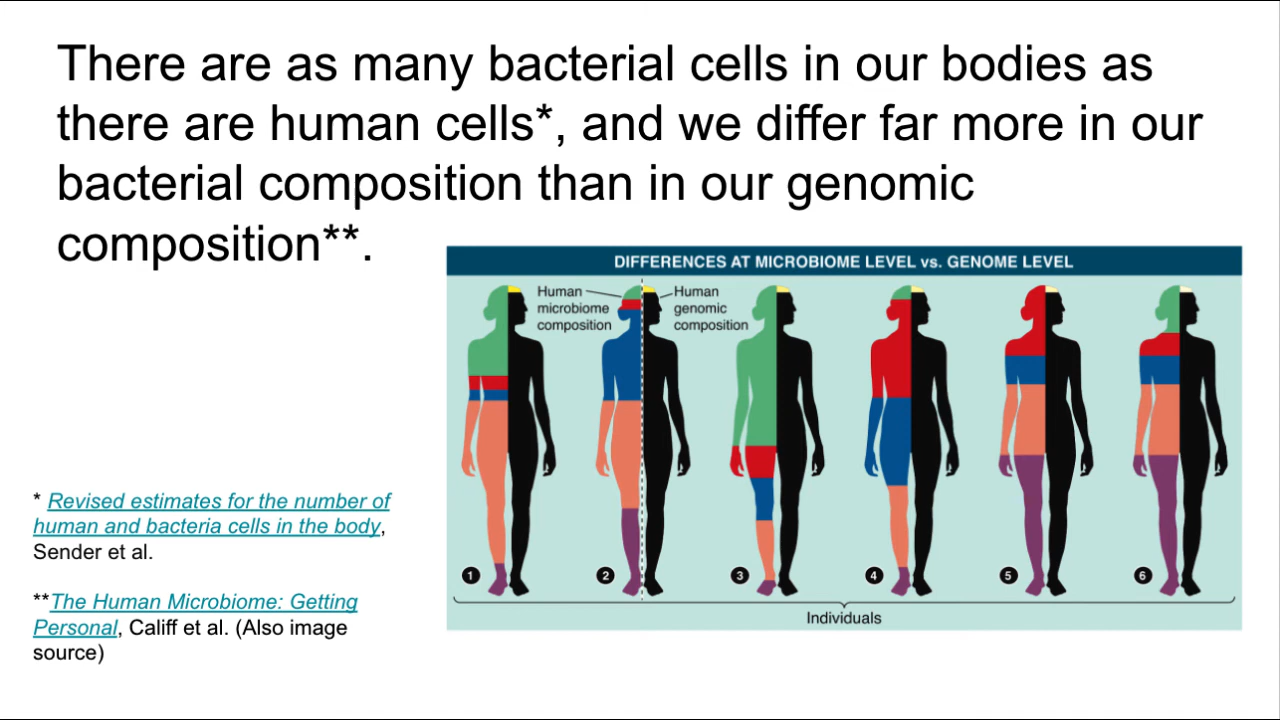 There are as many bacterial cells in our bodies as
there are human cells*, and we differ far more in our
bacterial composition than in our genomic
composition**.
DIFFERENCES AT MICROBIOME LEVEL vs. GENOME LEVEL
Human
microbiome
composition
Human
genomic
composition
1
2
3
4
5
6
Individuals
* Revised estimates for the number of
human and bacteria cells in the body,
Sender et al.
**The Human Microbiome: Getting
Personal, Califf et al. (Also image
source)